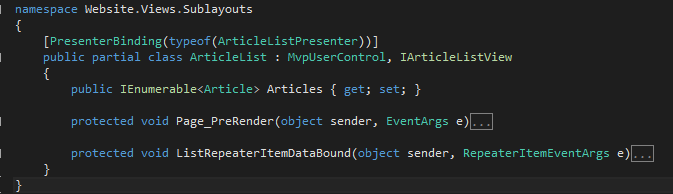 namespace Website.Views.Sublayouts
{
[PresenterBinding(typeof(ArticleListPresenter))]
public partial class ArticleList : MvpUserControl, IArticleListView
{
public IEnumerable<Article> Articles { get; set; }
protected void Page_PreRender(object sender, EventArgs e)...
protected void ListRepeaterItemDataBound(object sender, RepeaterItemEventArgs e)...
}
}